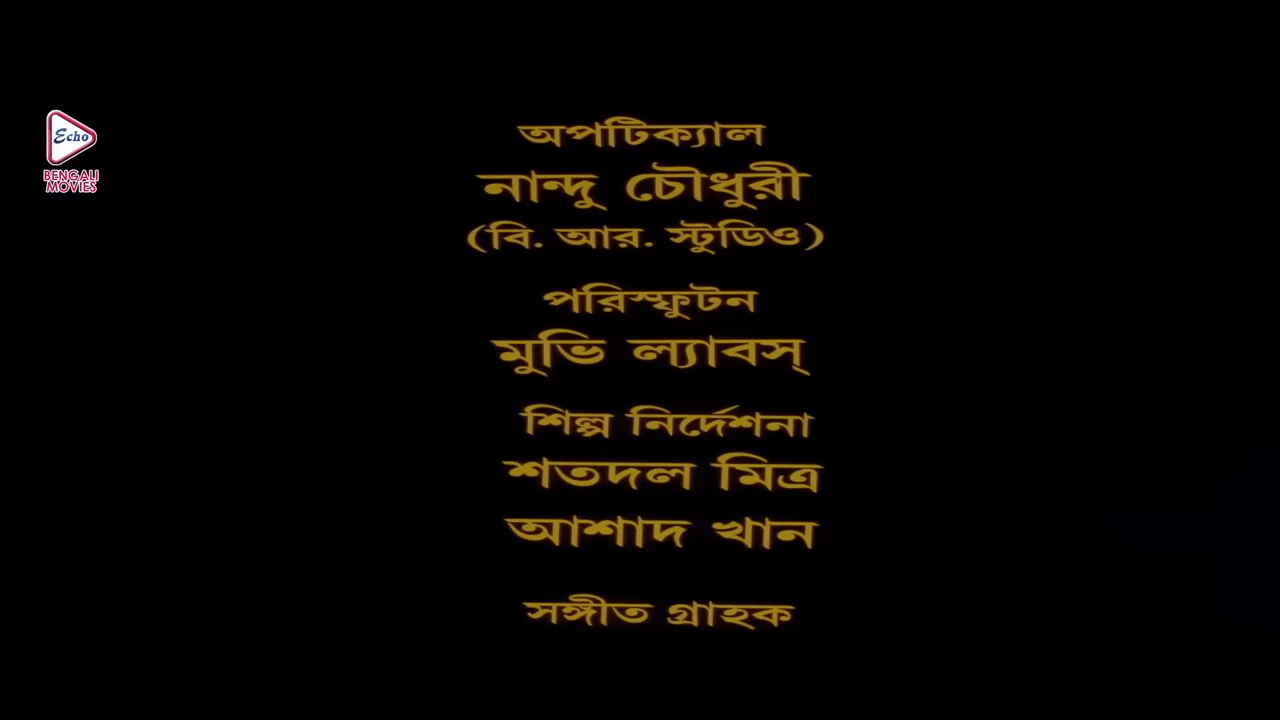 Echo
BENGALI
MOVIES
অপটিক্যাল
নান্দু চৌধুরী
(বি. আর. স্টুডিও)
পরিস্ফুটন
মুভি ল্যাবস্
শিল্প নির্দেশনা
শতদল মিত্র
আশাদ খান
সঙ্গীত গ্রাহক